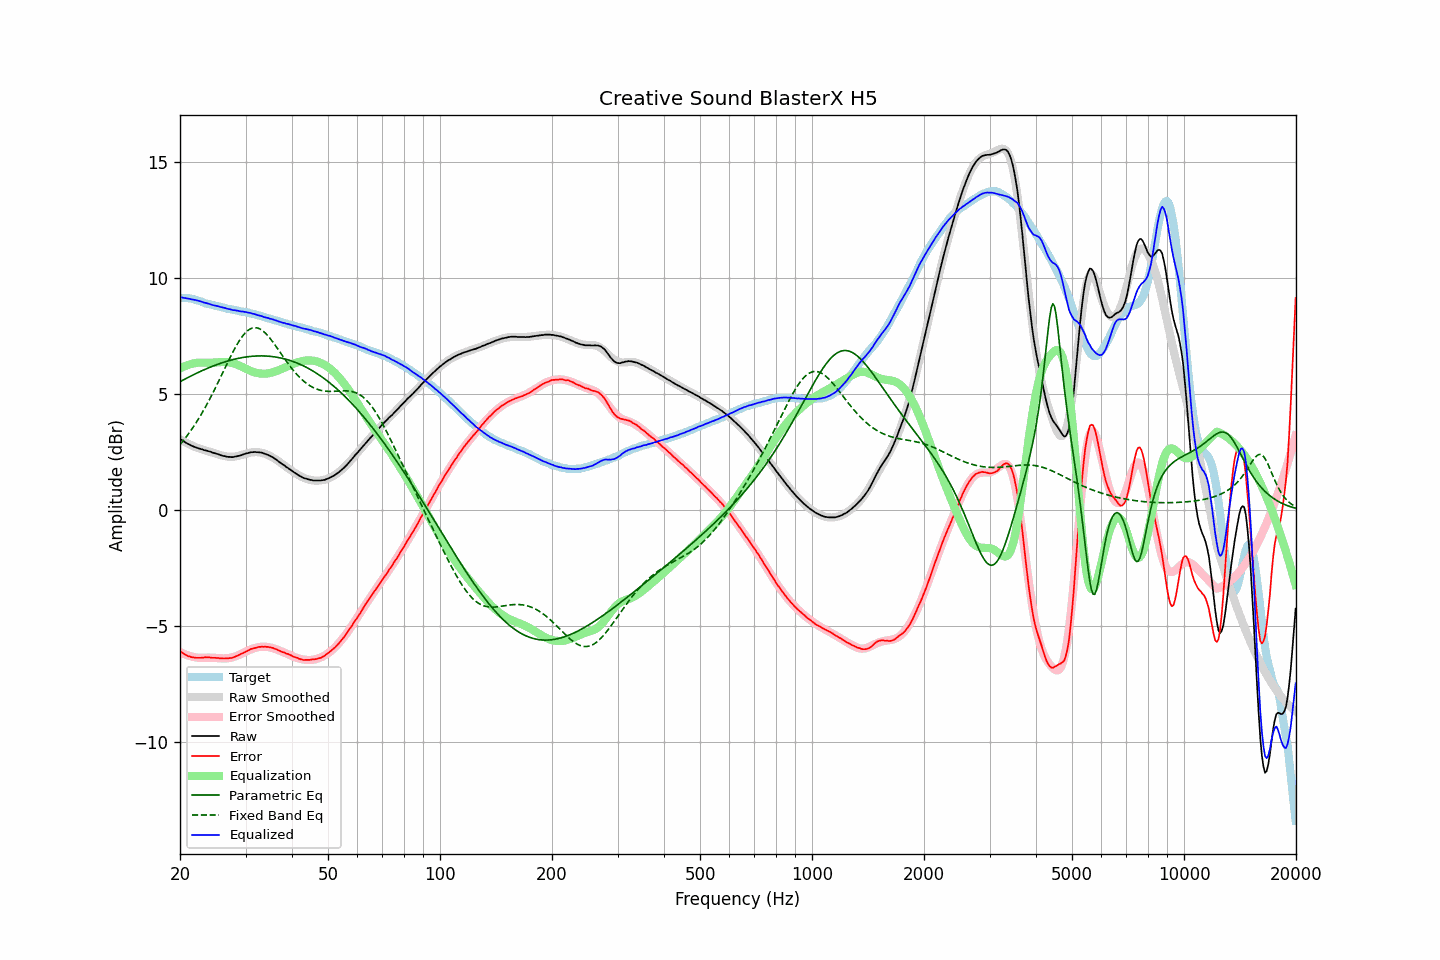 Creative Sound BlasterX H5
Amplitude (dBr)
15
10
5
0
−5
−10
Target
Raw Smoothed
Error Smoothed
Raw
Error
Equalization
Parametric Eq
Fixed Band Eq
Equalized
20 50 100 200 500 1000 2000 5000 10000 20000
Frequency (Hz)